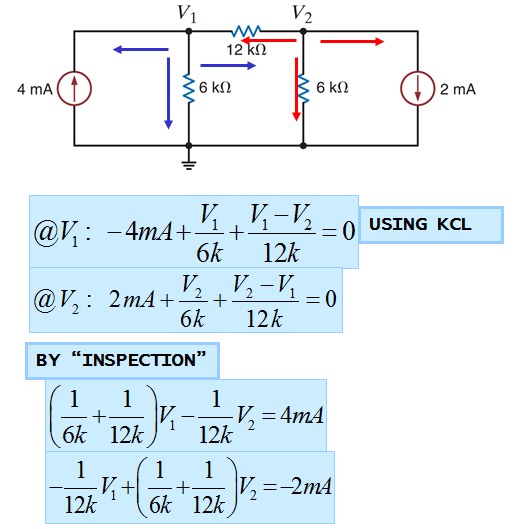 V₁ V₂
12 kΩ
4 mA 6 kΩ 6 kΩ 2 mA
@V₁ : −4mA + V₁/6k + (V₁ − V₂)/12k = 0 USING KCL
@V₂ : 2mA + V₂/6k + (V₂ − V₁)/12k = 0
BY “INSPECTION”
(1/6k + 1/12k)V₁ − 1/12k V₂ = 4mA
−1/12k V₁ + (1/6k + 1/12k)V₂ = −2mA